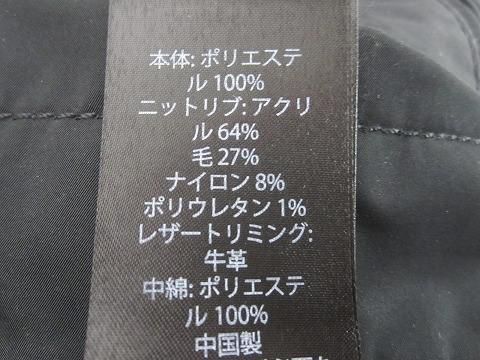 本体: ポリエステ
ル 100%
ニットリブ: アクリ
ル 64%
毛 27%
ナイロン 8%
ポリウレタン 1%
レザートリミング:
牛革
中綿: ポリエステ
ル 100%
中国製